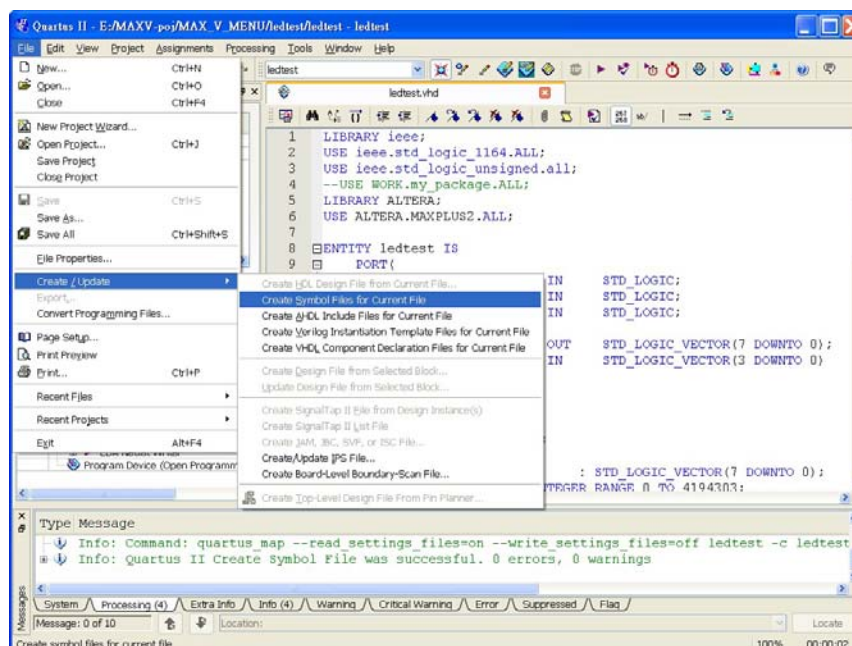 Quartus II - E:/MAXV-poj/MAX_V_MENU/ledtest/ledtest - ledtest
File Edit View Project Assignments Processing Tools Window Help
ledtest
ledtest.vhd
New... Ctrl+N
Open... Ctrl+O
Close Ctrl+F4
New Project Wizard...
Open Project... Ctrl+J
Save Project
Close Project
Save Ctrl+S
Save As...
Save All Ctrl+Shift+S
File Properties...
Create / Update
Export...
Convert Programming Files...
Page Setup...
Print Preview
Print... Ctrl+P
Recent Files
Recent Projects
Exit Alt+F4
Program Device (Open Programm
Create HDL Design File from Current File...
Create Symbol Files for Current File
Create AHDL Include Files for Current File
Create Verilog Instantiation Template Files for Current File
Create VHDL Component Declaration Files for Current File
Create Design File from Selected Block...
Update Design File from Selected Block...
Create SignalTap II File from Design Instance(s)
Create SignalTap II List File
Create JAM, JBC, SVF, or ISC File...
Create/Update IPS File...
Create Board-Level Boundary-Scan File...
Create Top-Level Design File From Pin Planner...
1 LIBRARY ieee;
2 USE ieee.std_logic_1164.ALL;
3 USE ieee.std_logic_unsigned.all;
4 --USE WORK.my_package.ALL;
5 LIBRARY ALTERA;
6 USE ALTERA.MAXPLUS2.ALL;
7
8 ENTITY ledtest IS
9 PORT(
IN STD_LOGIC;
IN STD_LOGIC;
IN STD_LOGIC;
OUT STD_LOGIC_VECTOR(7 DOWNTO 0);
IN STD_LOGIC_VECTOR(3 DOWNTO 0)
: STD_LOGIC_VECTOR(7 DOWNTO 0);
RANGE 0 TO 4194303;
Type Message
Info: Command: quartus_map --read_settings_files=on --write_settings_files=off ledtest -c ledtest
Info: Quartus II Create Symbol File was successful. 0 errors, 0 warnings
Messages
System Processing (4) Extra Info Info (4) Warning Critical Warning Error Suppressed Flag
Message: 0 of 10 Location: Locate
Create symbol files for current file 100% 00:00:02